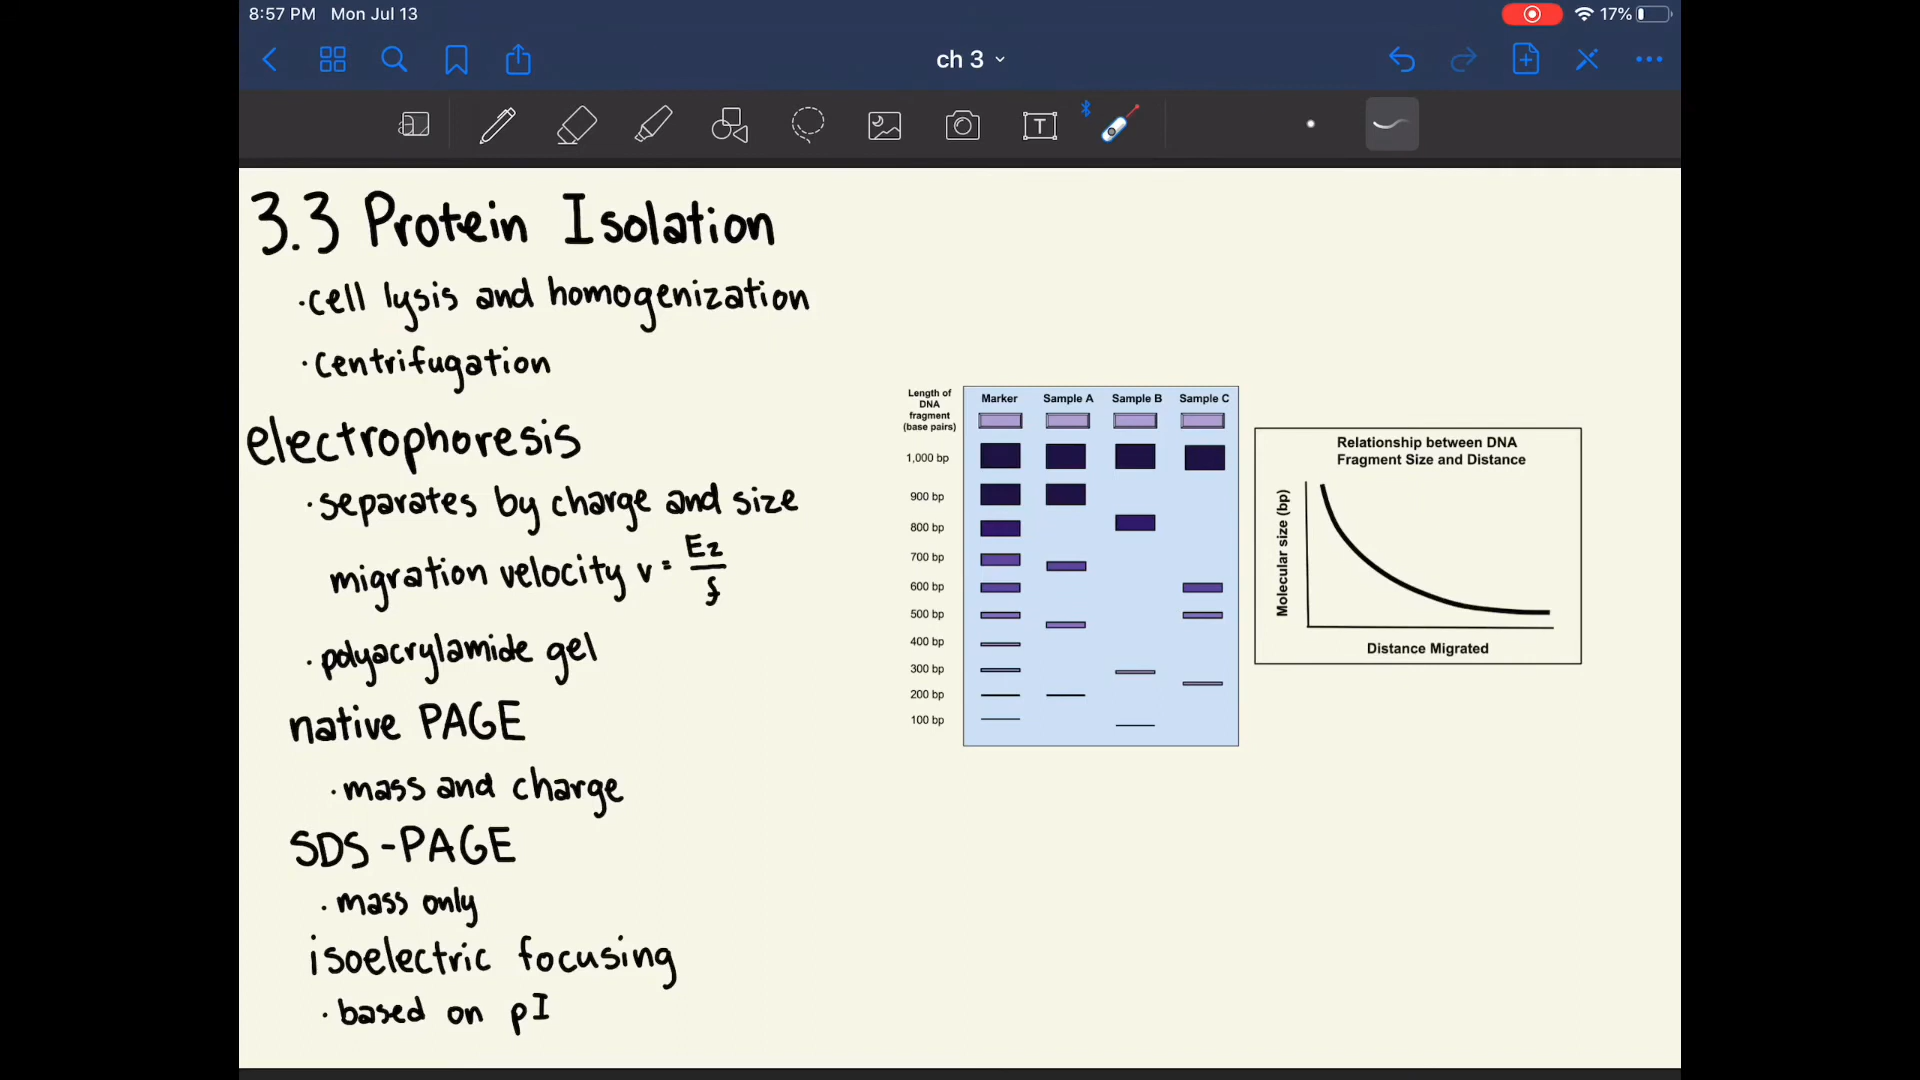 8:57 PM Mon Jul 13
17%
ch 3
3.3 Protein Isolation
· cell lysis and homogenization
· centrifugation
electrophoresis
· separates by charge and size
migration velocity v = Ez/f
· polyacrylamide gel
native PAGE
· mass and charge
SDS-PAGE
· mass only
isoelectric focusing
· based on pI
Length of
DNA
fragment
(base pairs)
Marker Sample A Sample B Sample C
1,000 bp
900 bp
800 bp
700 bp
600 bp
500 bp
400 bp
300 bp
200 bp
100 bp
Relationship between DNA
Fragment Size and Distance
Molecular size (bp)
Distance Migrated